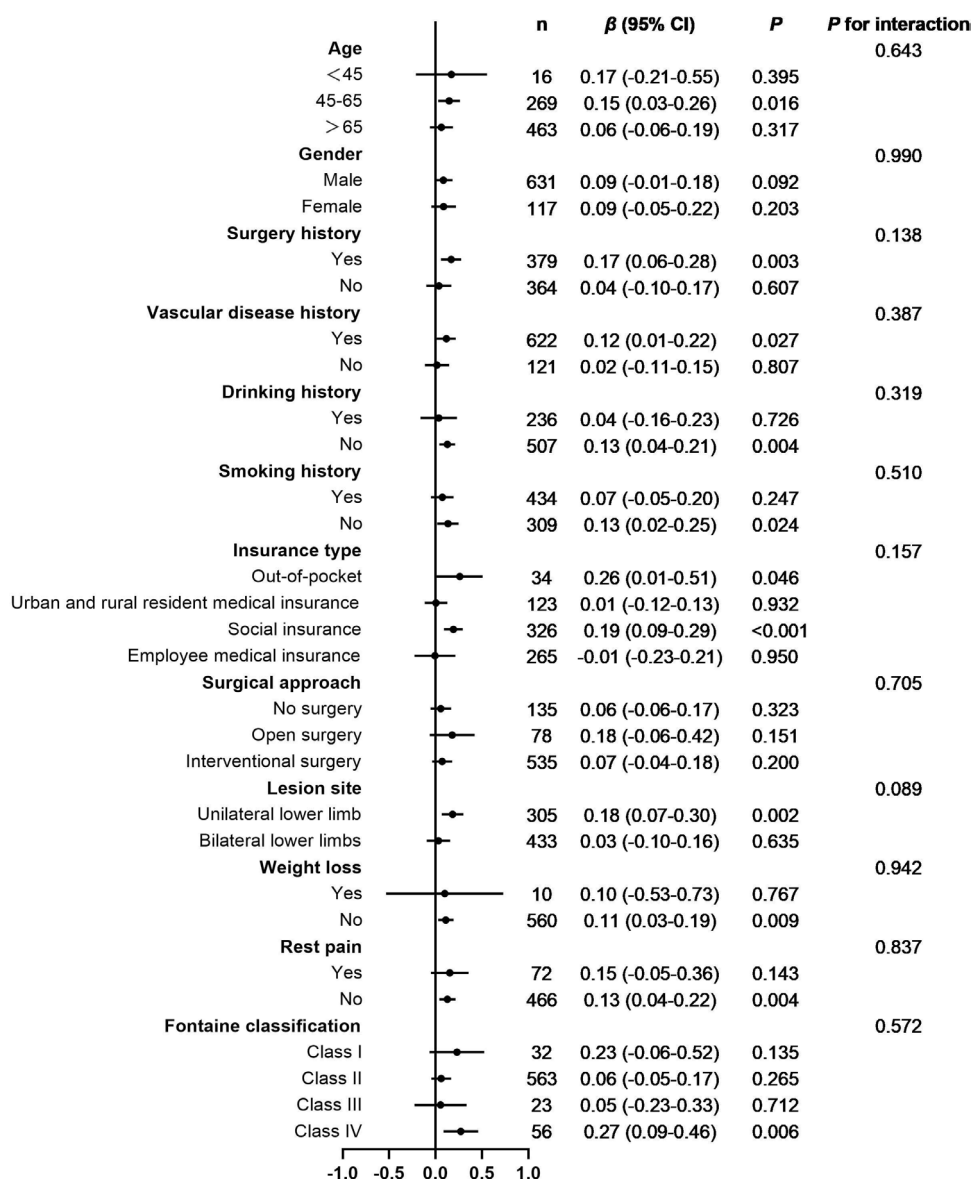 n β (95% CI) P P for interaction
Age 0.643
<45 16 0.17 (-0.21-0.55) 0.395
45-65 269 0.15 (0.03-0.26) 0.016
>65 463 0.06 (-0.06-0.19) 0.317
Gender 0.990
Male 631 0.09 (-0.01-0.18) 0.092
Female 117 0.09 (-0.05-0.22) 0.203
Surgery history 0.138
Yes 379 0.17 (0.06-0.28) 0.003
No 364 0.04 (-0.10-0.17) 0.607
Vascular disease history 0.387
Yes 622 0.12 (0.01-0.22) 0.027
No 121 0.02 (-0.11-0.15) 0.807
Drinking history 0.319
Yes 236 0.04 (-0.16-0.23) 0.726
No 507 0.13 (0.04-0.21) 0.004
Smoking history 0.510
Yes 434 0.07 (-0.05-0.20) 0.247
No 309 0.13 (0.02-0.25) 0.024
Insurance type 0.157
Out-of-pocket 34 0.26 (0.01-0.51) 0.046
Urban and rural resident medical insurance 123 0.01 (-0.12-0.13) 0.932
Social insurance 326 0.19 (0.09-0.29) <0.001
Employee medical insurance 265 -0.01 (-0.23-0.21) 0.950
Surgical approach 0.705
No surgery 135 0.06 (-0.06-0.17) 0.323
Open surgery 78 0.18 (-0.06-0.42) 0.151
Interventional surgery 535 0.07 (-0.04-0.18) 0.200
Lesion site 0.089
Unilateral lower limb 305 0.18 (0.07-0.30) 0.002
Bilateral lower limbs 433 0.03 (-0.10-0.16) 0.635
Weight loss 0.942
Yes 10 0.10 (-0.53-0.73) 0.767
No 560 0.11 (0.03-0.19) 0.009
Rest pain 0.837
Yes 72 0.15 (-0.05-0.36) 0.143
No 466 0.13 (0.04-0.22) 0.004
Fontaine classification 0.572
Class I 32 0.23 (-0.06-0.52) 0.135
Class II 563 0.06 (-0.05-0.17) 0.265
Class III 23 0.05 (-0.23-0.33) 0.712
Class IV 56 0.27 (0.09-0.46) 0.006
-1.0 -0.5 0.0 0.5 1.0